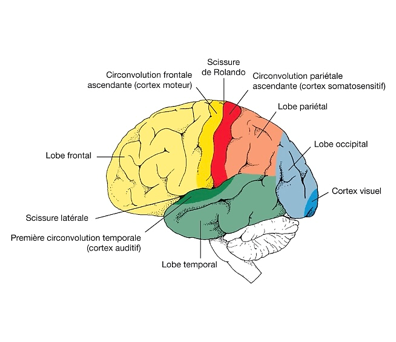 Scissure
de Rolando
Circonvolution frontale
ascendante (cortex moteur)
Circonvolution pariétale
ascendante (cortex somatosensitif)
Lobe pariétal
Lobe occipital
Lobe frontal
Cortex visuel
Scissure latérale
Première circonvolution temporale
(cortex auditif)
Lobe temporal